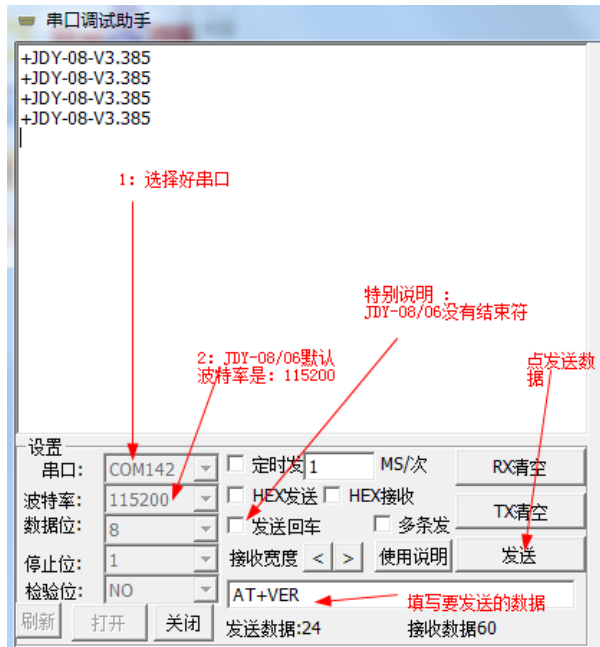 串口调试助手
+JDY-08-V3.385
+JDY-08-V3.385
+JDY-08-V3.385
+JDY-08-V3.385
1: 选择好串口
特别说明 :
JDY-08/06没有结束符
2: JDY-08/06默认
波特率是: 115200
点发送数
据
设置
串口: COM142 定时发 1 MS/次 RX清空
波特率: 115200 HEX发送 HEX接收 TX清空
数据位: 8 发送回车 多条发
停止位: 1 接收宽度 < > 使用说明 发送
检验位: NO AT+VER 填写要发送的数据
刷新 打开 关闭 发送数据:24 接收数据60